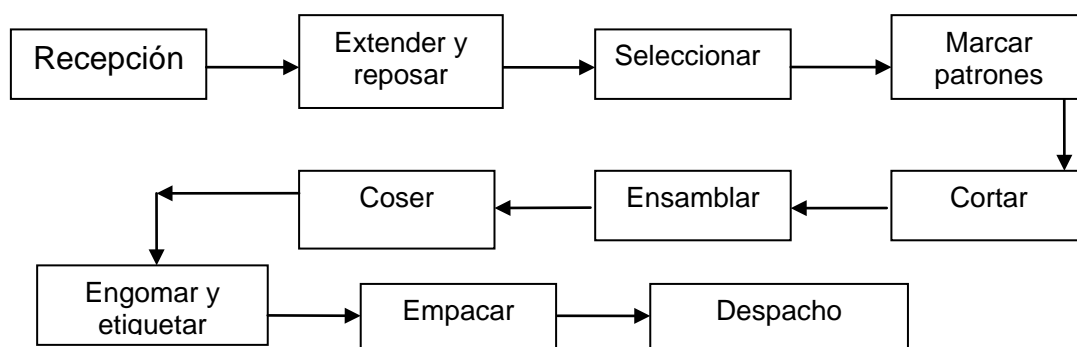 Recepción
Extender y
reposar
Seleccionar
Marcar
patrones
Cortar
Ensamblar
Coser
Engomar y
etiquetar
Empacar
Despacho